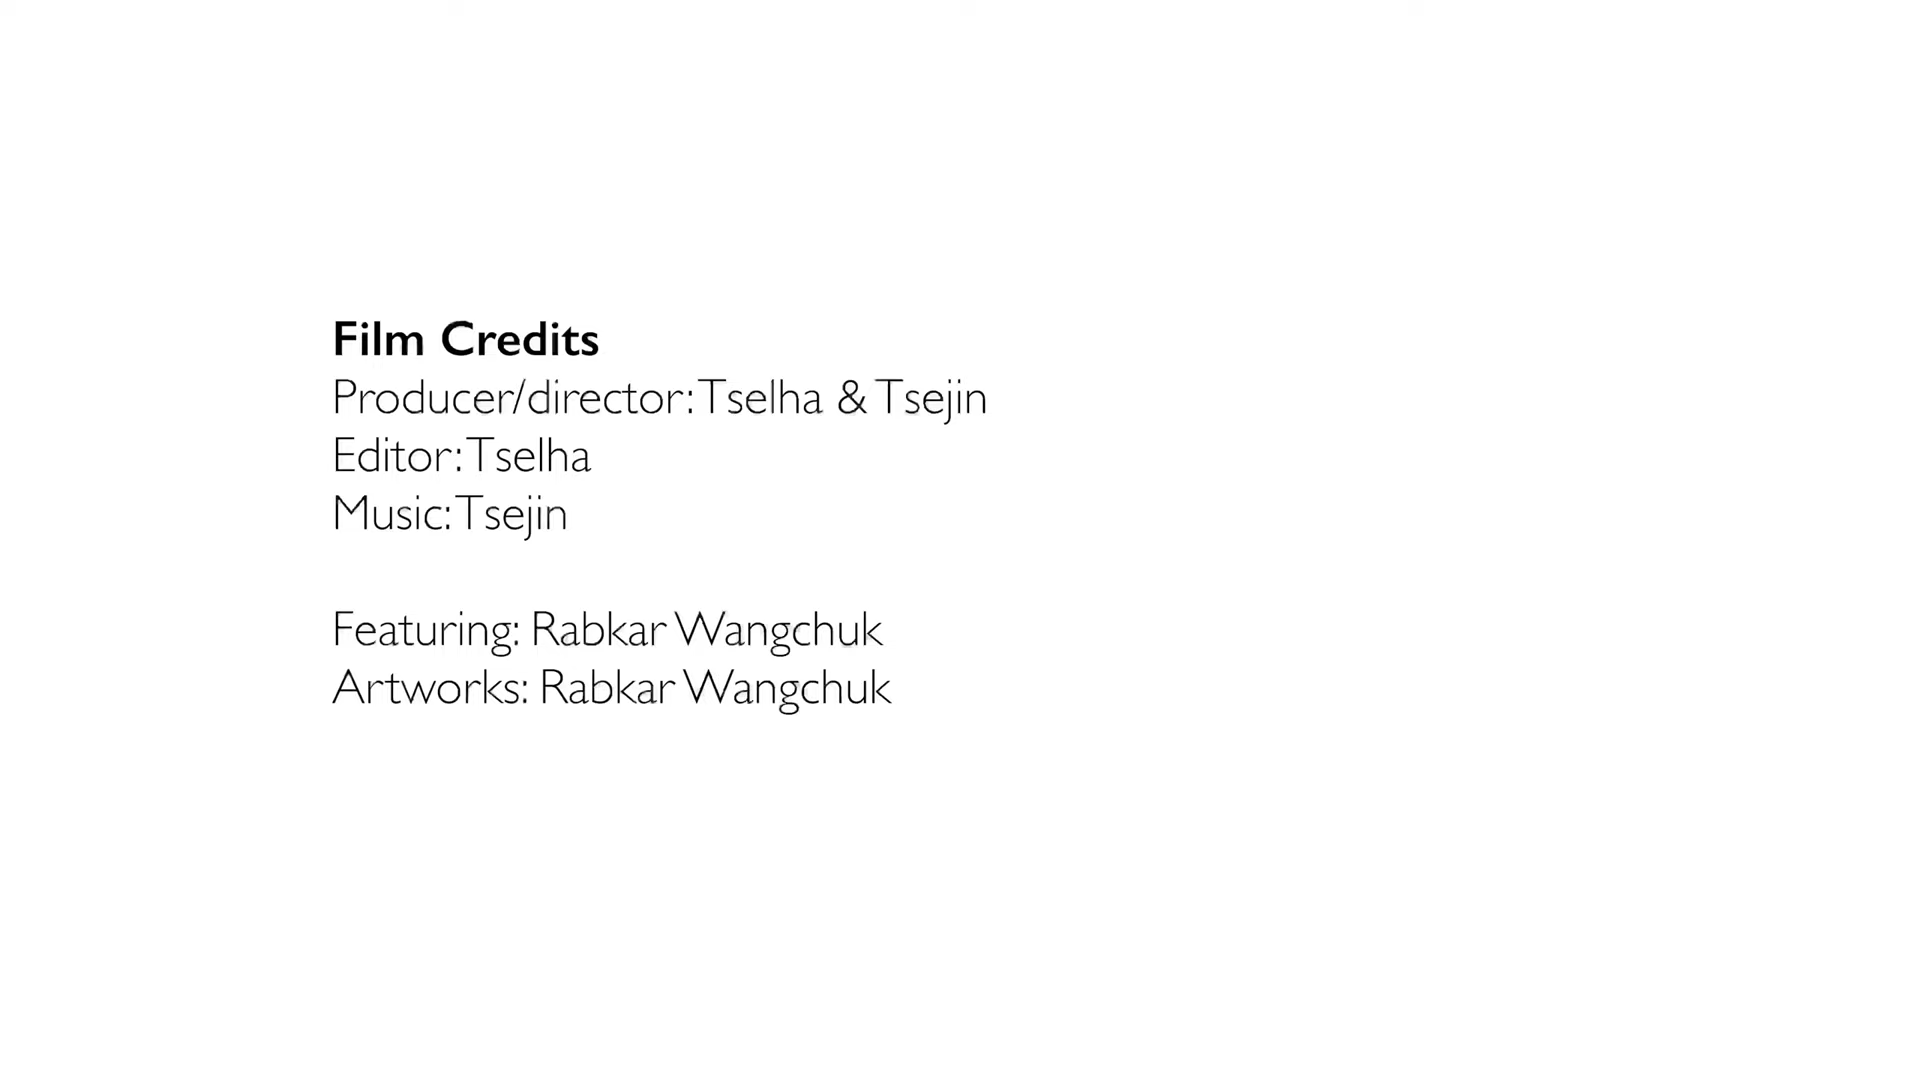 Film Credits
Producer/director: Tselha & Tsejin
Editor: Tselha
Music: Tsejin
Featuring: Rabkar Wangchuk
Artworks: Rabkar Wangchuk